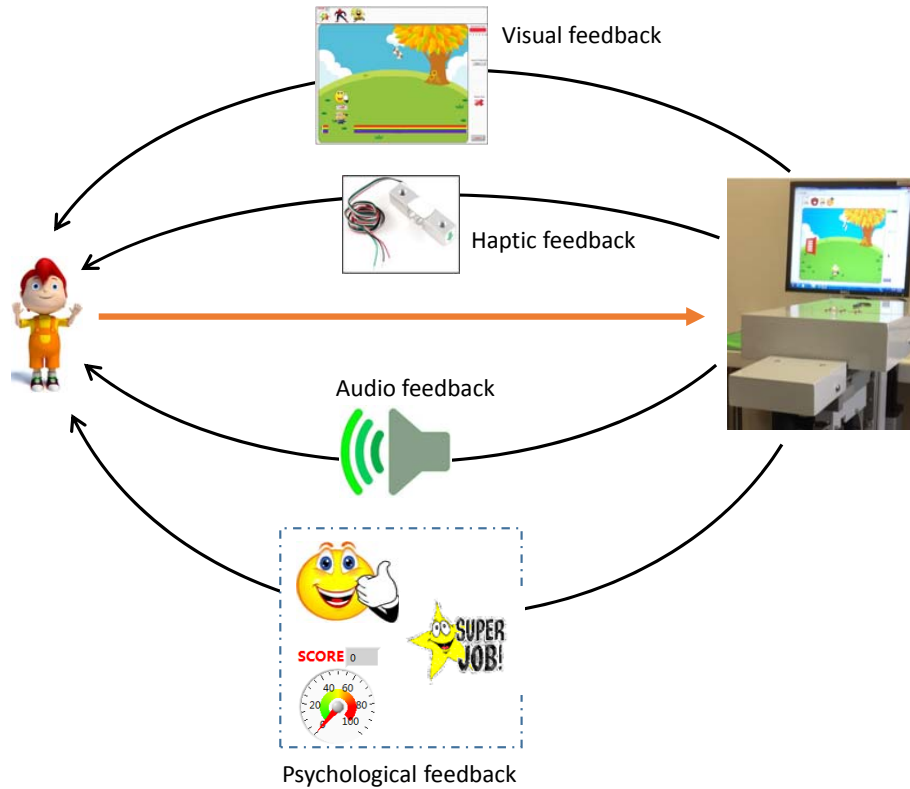 Visual feedback
Haptic feedback
Audio feedback
SUPER
JOB!
SCORE 0
40 60
20 80
0 100
Psychological feedback